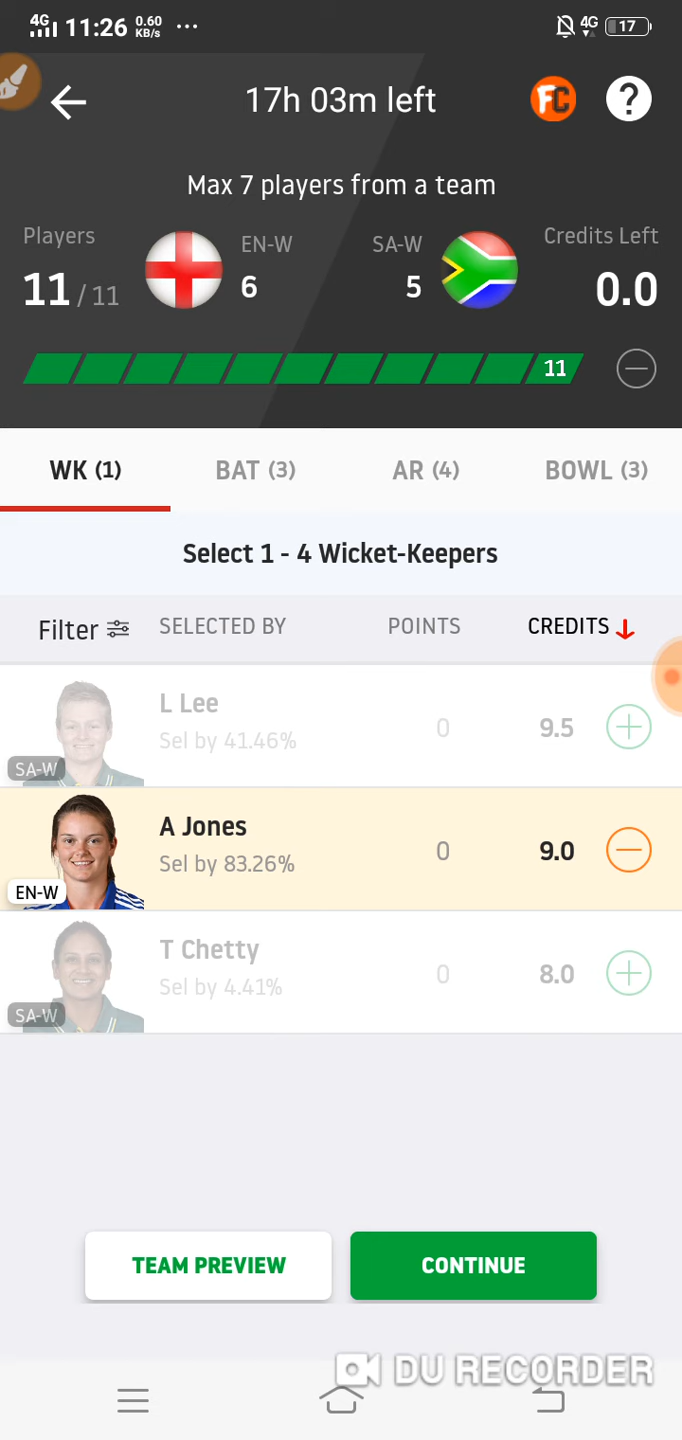 4G 11:26 0.60 KB/s ... 4G 17
17h 03m left FC ?
Max 7 players from a team
Players EN-W SA-W Credits Left
11 / 11 6 5 0.0
11
WK (1) BAT (3) AR (4) BOWL (3)
Select 1 - 4 Wicket-Keepers
Filter SELECTED BY POINTS CREDITS
L Lee
Sel by 41.46% 0 9.5
SA-W
A Jones
Sel by 83.26% 0 9.0
EN-W
T Chetty
Sel by 4.41% 0 8.0
SA-W
TEAM PREVIEW CONTINUE
DU RECORDER